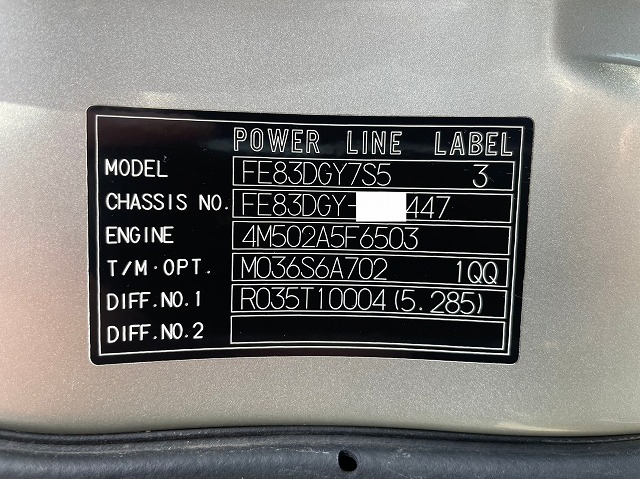 POWER LINE LABEL
MODEL FE83DGY7S5 3
CHASSIS NO. FE83DGY- 447
ENGINE 4M502A5F6503
T/M·OPT. M036S6A702 1QQ
DIFF.NO.1 R035T10004(5.285)
DIFF.NO.2